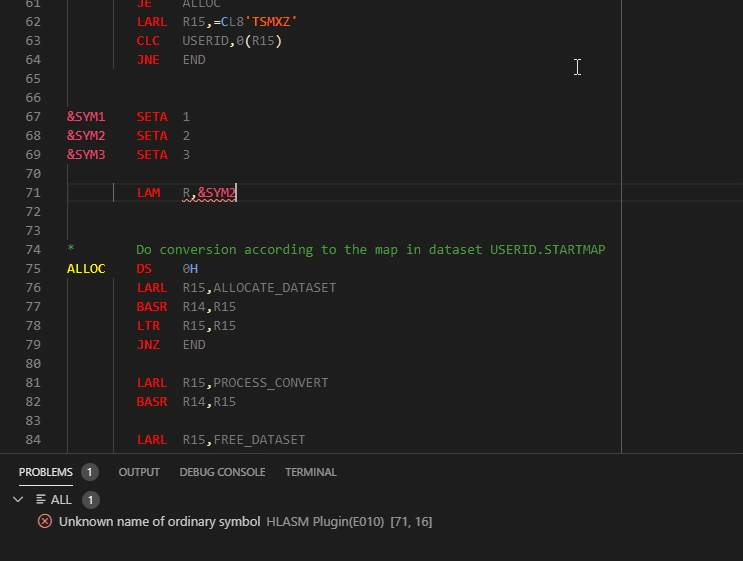 61 JE ALLOC
62 LARL R15,=CL8'TSMXZ'
63 CLC USERID,0(R15)
64 JNE END
65
66
67 &SYM1 SETA 1
68 &SYM2 SETA 2
69 &SYM3 SETA 3
70
71 LAM R,&SYM2
72
73
74 * Do conversion according to the map in dataset USERID.STARTMAP
75 ALLOC DS 0H
76 LARL R15,ALLOCATE_DATASET
77 BASR R14,R15
78 LTR R15,R15
79 JNZ END
80
81 LARL R15,PROCESS_CONVERT
82 BASR R14,R15
83
84 LARL R15,FREE_DATASET
PROBLEMS 1 OUTPUT DEBUG CONSOLE TERMINAL
ALL 1
Unknown name of ordinary symbol HLASM Plugin(E010) [71, 16]